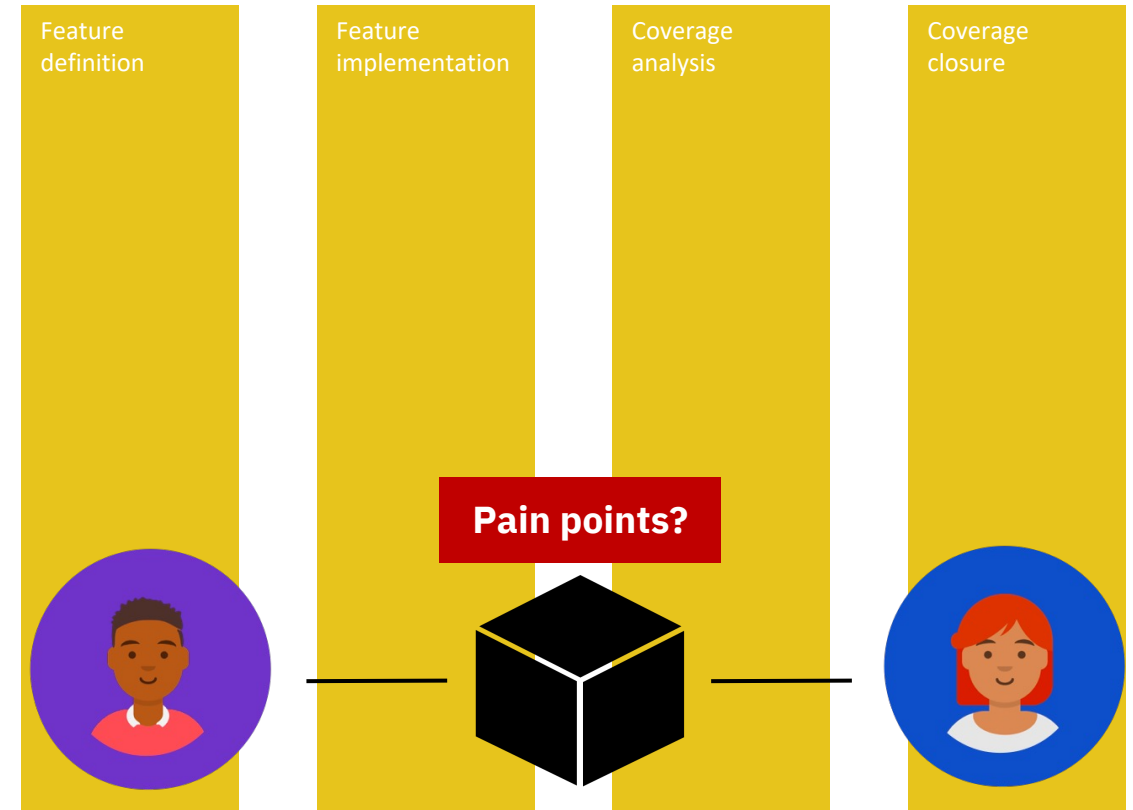 Feature
definition
Feature
implementation
Coverage
analysis
Coverage
closure
Pain points?